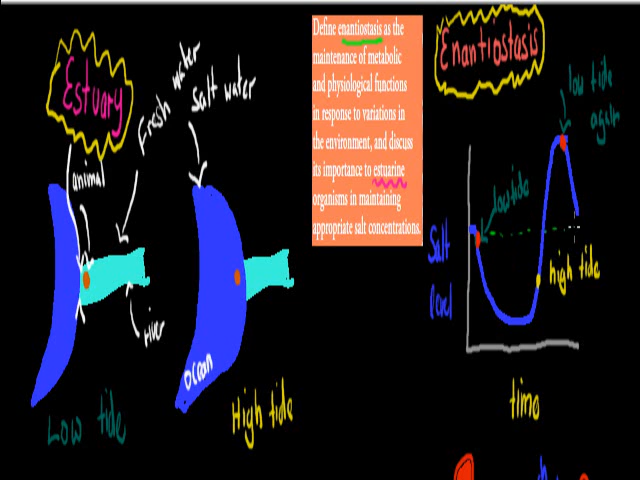 Estuary
Fresh water
Salt water
animal
river
ocean
Low tide
High tide
Define enantiostasis as the
maintenance of metabolic
and physiological functions
in response to variations in
the environment, and discuss
its importance to estuarine
organisms in maintaining
appropriate salt concentrations.
Enantiostasis
low tide
again
low tide
Salt
level
high tide
time